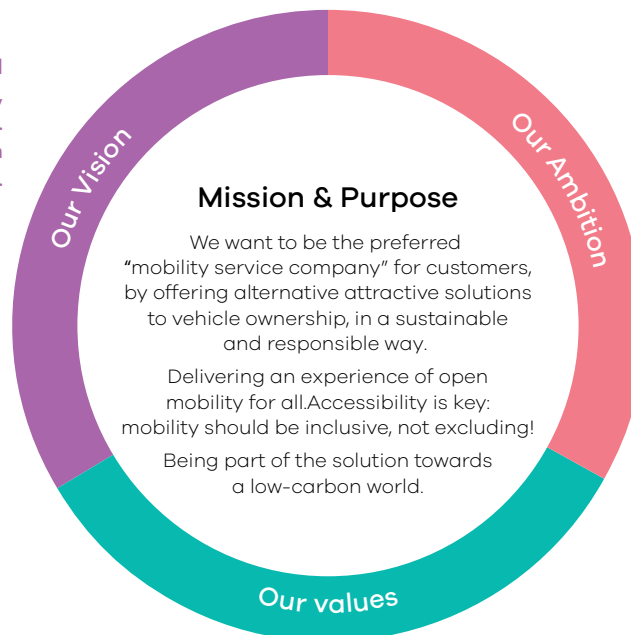 Our Vision
Our Ambition
Mission & Purpose
We want to be the preferred
“mobility service company” for customers,
by offering alternative attractive solutions
to vehicle ownership, in a sustainable
and responsible way.
Delivering an experience of open
mobility for all.Accessibility is key:
mobility should be inclusive, not excluding!
Being part of the solution towards
a low-carbon world.
Our values